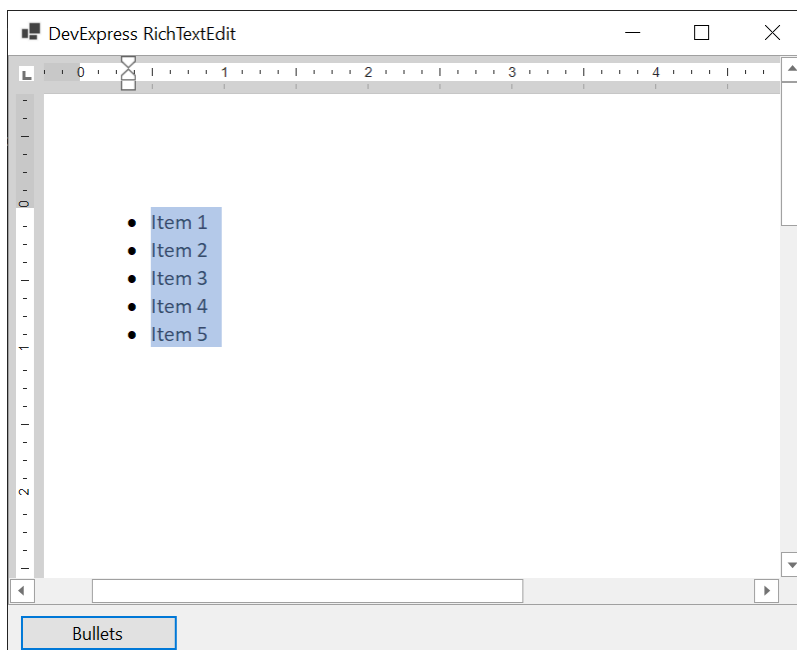 DevExpress RichTextEdit
L 0 1 2 3 4
0
1
2
• Item 1
• Item 2
• Item 3
• Item 4
• Item 5
Bullets